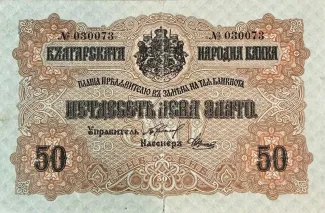 № 030073 № 030073
БЪЛГАРСКАТА НАРОДНА БАНКА
ПЛАЩА ПРЕДЯВИТЕЛЮ ВЪ ЗАМѢНА НА ТАЯ БАНКНОТА
ПЕТДЕСЕТЬ ЛЕВА ЗЛАТО.
Управитель
Кассиеръ
50 50